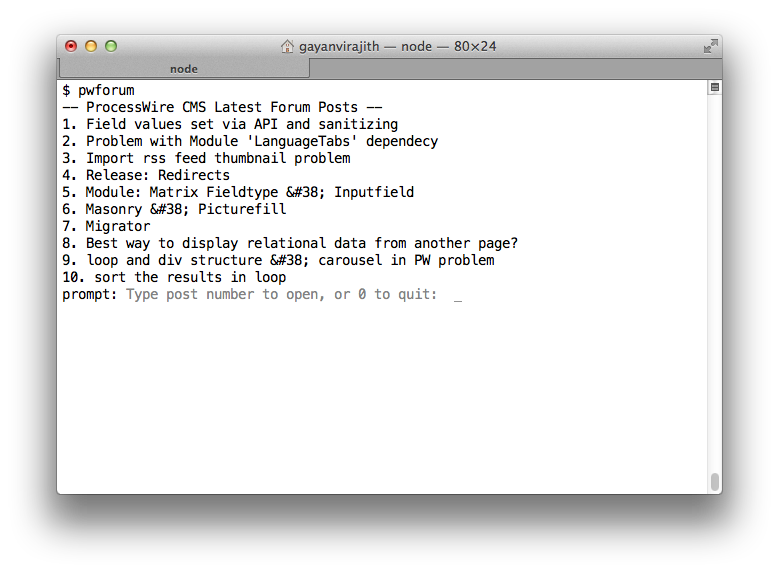 gayanvirajith — node — 80×24
node
$ pwforum
-- ProcessWire CMS Latest Forum Posts --
1. Field values set via API and sanitizing
2. Problem with Module 'LanguageTabs' dependecy
3. Import rss feed thumbnail problem
4. Release: Redirects
5. Module: Matrix Fieldtype &#38; Inputfield
6. Masonry &#38; Picturefill
7. Migrator
8. Best way to display relational data from another page?
9. loop and div structure &#38; carousel in PW problem
10. sort the results in loop
prompt: Type post number to open, or 0 to quit:  _